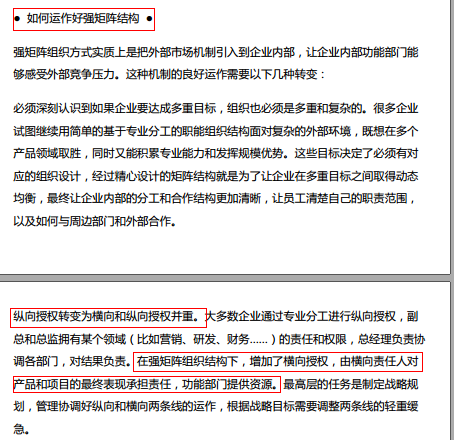 ● 如何运作好强矩阵结构 ●
强矩阵组织方式实质上是把外部市场机制引入到企业内部，让企业内部功能部门能
够感受外部竞争压力。这种机制的良好运作需要以下几种转变：
必须深刻认识到如果企业要达成多重目标，组织也必须是多重和复杂的。很多企业
试图继续用简单的基于专业分工的职能组织结构面对复杂的外部环境，既想在多个
产品领域取胜，同时又能积累专业能力和发挥规模优势。这些目标决定了必须有对
应的组织设计，经过精心设计的矩阵结构就是为了让企业在多重目标之间取得动态
均衡，最终让企业内部的分工和合作结构更加清晰，让员工清楚自己的职责范围，
以及如何与周边部门和外部合作。
纵向授权转变为横向和纵向授权并重。大多数企业通过专业分工进行纵向授权，副
总和总监拥有某个领域（比如营销、研发、财务……）的责任和权限，总经理负责协
调各部门，对结果负责。在强矩阵组织结构下，增加了横向授权，由横向责任人对
产品和项目的最终表现承担责任，功能部门提供资源。最高层的任务是制定战略规
划，管理协调好纵向和横向两条线的运作，根据战略目标需要调整两条线的轻重缓
急。